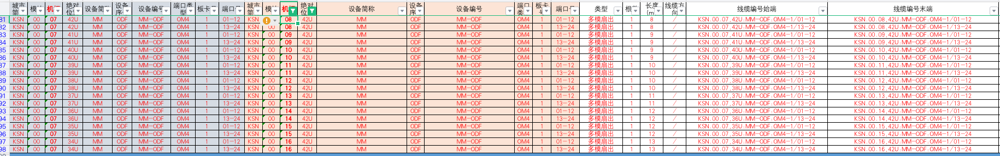 城市简 模 机 绝对位 设备简称 设备序 设备编号 端口类型 板卡 端口 城市简 模 机 绝对位 设备简称 设备序 设备编号 端口类 板卡号 端口 类型 根 长度(m 线缆方向 线缆编号始端 线缆编号末端
81 KSN 00 07 42U MM ODF MM-ODF OM4 1 01-12 KSN 08 42U MM ODF MM-ODF OM4 1 01-12 多模扇出 1 8 / KSN.00.07,42U:MM-ODF:OM4-1/01-12 KSN.00.08,42U:MM-ODF:OM4-1/01-12
82 KSN 00 07 42U MM ODF MM-ODF OM4 1 13-24 KSN 00 08 42U MM ODF MM-ODF OM4 1 13-24 多模扇出 1 8 / KSN.00.07,42U:MM-ODF:OM4-1/13-24 KSN.00.08,42U:MM-ODF:OM4-1/13-24
83 KSN 00 07 41U MM ODF MM-ODF OM4 1 01-12 KSN 00 09 42U MM ODF MM-ODF OM4 1 01-12 多模扇出 1 9 / KSN.00.07,41U:MM-ODF:OM4-1/01-12 KSN.00.09,42U:MM-ODF:OM4-1/01-12
84 KSN 00 07 41U MM ODF MM-ODF OM4 1 13-24 KSN 00 09 42U MM ODF MM-ODF OM4 1 13-24 多模扇出 1 9 / KSN.00.07,41U:MM-ODF:OM4-1/13-24 KSN.00.09,42U:MM-ODF:OM4-1/13-24
85 KSN 00 07 40U MM ODF MM-ODF OM4 1 01-12 KSN 00 10 42U MM ODF MM-ODF OM4 1 01-12 多模扇出 1 9 / KSN.00.07,40U:MM-ODF:OM4-1/01-12 KSN.00.10,42U:MM-ODF:OM4-1/01-12
86 KSN 00 07 40U MM ODF MM-ODF OM4 1 13-24 KSN 00 10 42U MM ODF MM-ODF OM4 1 13-24 多模扇出 1 9 / KSN.00.07,40U:MM-ODF:OM4-1/13-24 KSN.00.10,42U:MM-ODF:OM4-1/13-24
87 KSN 00 07 39U MM ODF MM-ODF OM4 1 01-12 KSN 00 11 42U MM ODF MM-ODF OM4 1 01-12 多模扇出 1 10 / KSN.00.07,39U:MM-ODF:OM4-1/01-12 KSN.00.11,42U:MM-ODF:OM4-1/01-12
88 KSN 00 07 39U MM ODF MM-ODF OM4 1 13-24 KSN 00 11 42U MM ODF MM-ODF OM4 1 13-24 多模扇出 1 10 / KSN.00.07,39U:MM-ODF:OM4-1/13-24 KSN.00.11,42U:MM-ODF:OM4-1/13-24
89 KSN 00 07 38U MM ODF MM-ODF OM4 1 01-12 KSN 00 12 42U MM ODF MM-ODF OM4 1 01-12 多模扇出 1 10 / KSN.00.07,38U:MM-ODF:OM4-1/01-12 KSN.00.12,42U:MM-ODF:OM4-1/01-12
90 KSN 00 07 38U MM ODF MM-ODF OM4 1 13-24 KSN 00 12 42U MM ODF MM-ODF OM4 1 13-24 多模扇出 1 10 / KSN.00.07,38U:MM-ODF:OM4-1/13-24 KSN.00.12,42U:MM-ODF:OM4-1/13-24
91 KSN 00 07 37U MM ODF MM-ODF OM4 1 01-12 KSN 00 13 42U MM ODF MM-ODF OM4 1 01-12 多模扇出 1 11 / KSN.00.07,37U:MM-ODF:OM4-1/01-12 KSN.00.13,42U:MM-ODF:OM4-1/01-12
92 KSN 00 07 37U MM ODF MM-ODF OM4 1 13-24 KSN 00 13 42U MM ODF MM-ODF OM4 1 13-24 多模扇出 1 11 / KSN.00.07,37U:MM-ODF:OM4-1/13-24 KSN.00.13,42U:MM-ODF:OM4-1/13-24
93 KSN 00 07 36U MM ODF MM-ODF OM4 1 01-12 KSN 00 14 42U MM ODF MM-ODF OM4 1 01-12 多模扇出 1 12 / KSN.00.07,36U:MM-ODF:OM4-1/01-12 KSN.00.14,42U:MM-ODF:OM4-1/01-12
94 KSN 00 07 36U MM ODF MM-ODF OM4 1 13-24 KSN 00 14 42U MM ODF MM-ODF OM4 1 13-24 多模扇出 1 12 / KSN.00.07,36U:MM-ODF:OM4-1/13-24 KSN.00.14,42U:MM-ODF:OM4-1/13-24
95 KSN 00 07 35U MM ODF MM-ODF OM4 1 01-12 KSN 00 15 42U MM ODF MM-ODF OM4 1 01-12 多模扇出 1 12 / KSN.00.07,35U:MM-ODF:OM4-1/01-12 KSN.00.15,42U:MM-ODF:OM4-1/01-12
96 KSN 00 07 35U MM ODF MM-ODF OM4 1 13-24 KSN 00 15 42U MM ODF MM-ODF OM4 1 13-24 多模扇出 1 12 / KSN.00.07,35U:MM-ODF:OM4-1/13-24 KSN.00.15,42U:MM-ODF:OM4-1/13-24
97 KSN 00 07 34U MM ODF MM-ODF OM4 1 01-12 KSN 00 16 42U MM ODF MM-ODF OM4 1 01-12 多模扇出 1 13 / KSN.00.07,34U:MM-ODF:OM4-1/01-12 KSN.00.16,42U:MM-ODF:OM4-1/01-12
98 KSN 00 07 34U MM ODF MM-ODF OM4 1 13-24 KSN 00 16 42U MM ODF MM-ODF OM4 1 13-24 多模扇出 1 13 / KSN.00.07,34U:MM-ODF:OM4-1/13-24 KSN.00.16,42U:MM-ODF:OM4-1/13-24